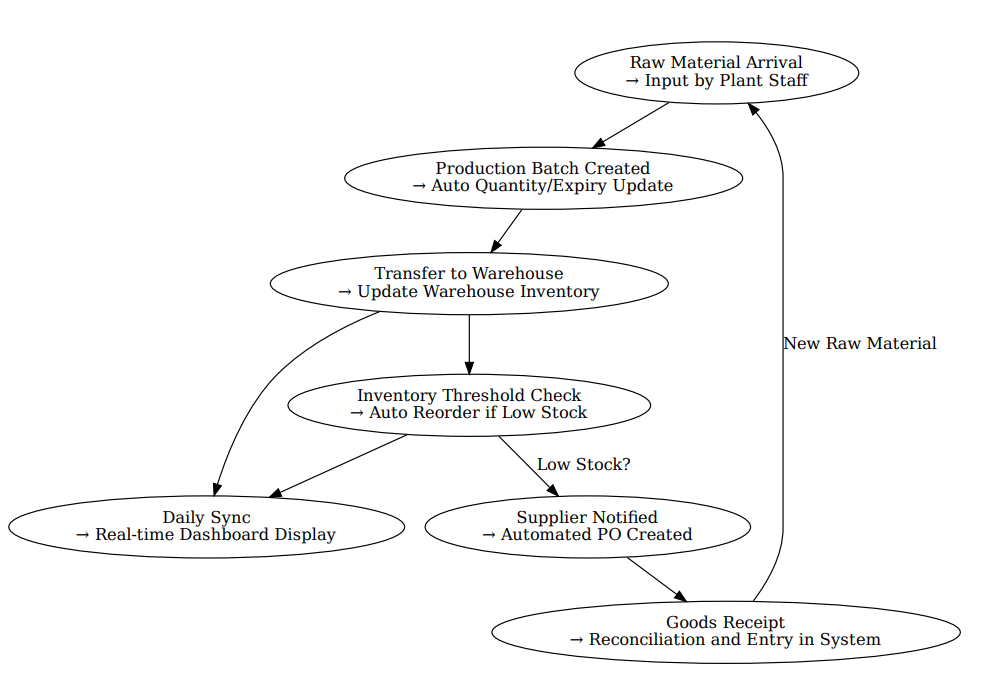 Raw Material Arrival
→ Input by Plant Staff
Production Batch Created
→ Auto Quantity/Expiry Update
Transfer to Warehouse
→ Update Warehouse Inventory
New Raw Material
Inventory Threshold Check
→ Auto Reorder if Low Stock
Low Stock?
Daily Sync
→ Real-time Dashboard Display
Supplier Notified
→ Automated PO Created
Goods Receipt
→ Reconciliation and Entry in System